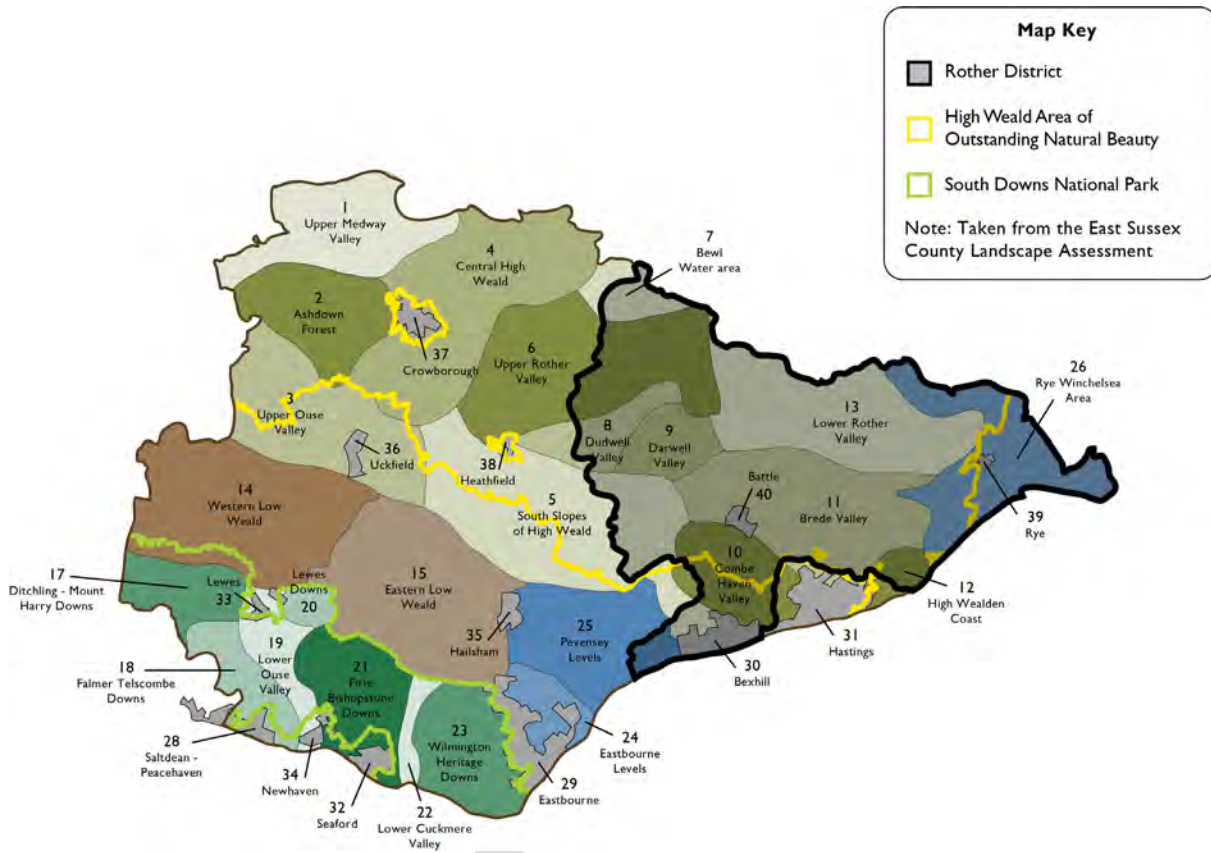 Map Key
Rother District
High Weald Area of
Outstanding Natural Beauty
South Downs National Park
Note: Taken from the East Sussex
County Landscape Assessment
1
Upper Medway
Valley
2
Ashdown
Forest
3
Upper Ouse
Valley
4
Central High
Weald
37
Crowborough
6
Upper Rother
Valley
7
Bewl
Water area
8
Dudwell
Valley
9
Darwell
Valley
13
Lower Rother
Valley
26
Rye Winchelsea
Area
36
Uckfield
38
Heathfield
5
South Slopes
of High Weald
Battle
40
11
Brede Valley
39
Rye
14
Western Low
Weald
10
Combe
Haven
Valley
12
High Wealden
Coast
31
Hastings
17
Ditchling - Mount
Harry Downs
Lewes
33
Lewes
Downs
20
15
Eastern Low
Weald
35
Hailsham
25
Pevensey
Levels
30
Bexhill
18
Falmer Telscombe
Downs
19
Lower
Ouse
Valley
21
Firle
Bishopstone
Downs
23
Wilmington
Heritage
Downs
24
Eastbourne
Levels
28
Saltdean -
Peacehaven
34
Newhaven
32
Seaford
22
Lower Cuckmere
Valley
29
Eastbourne